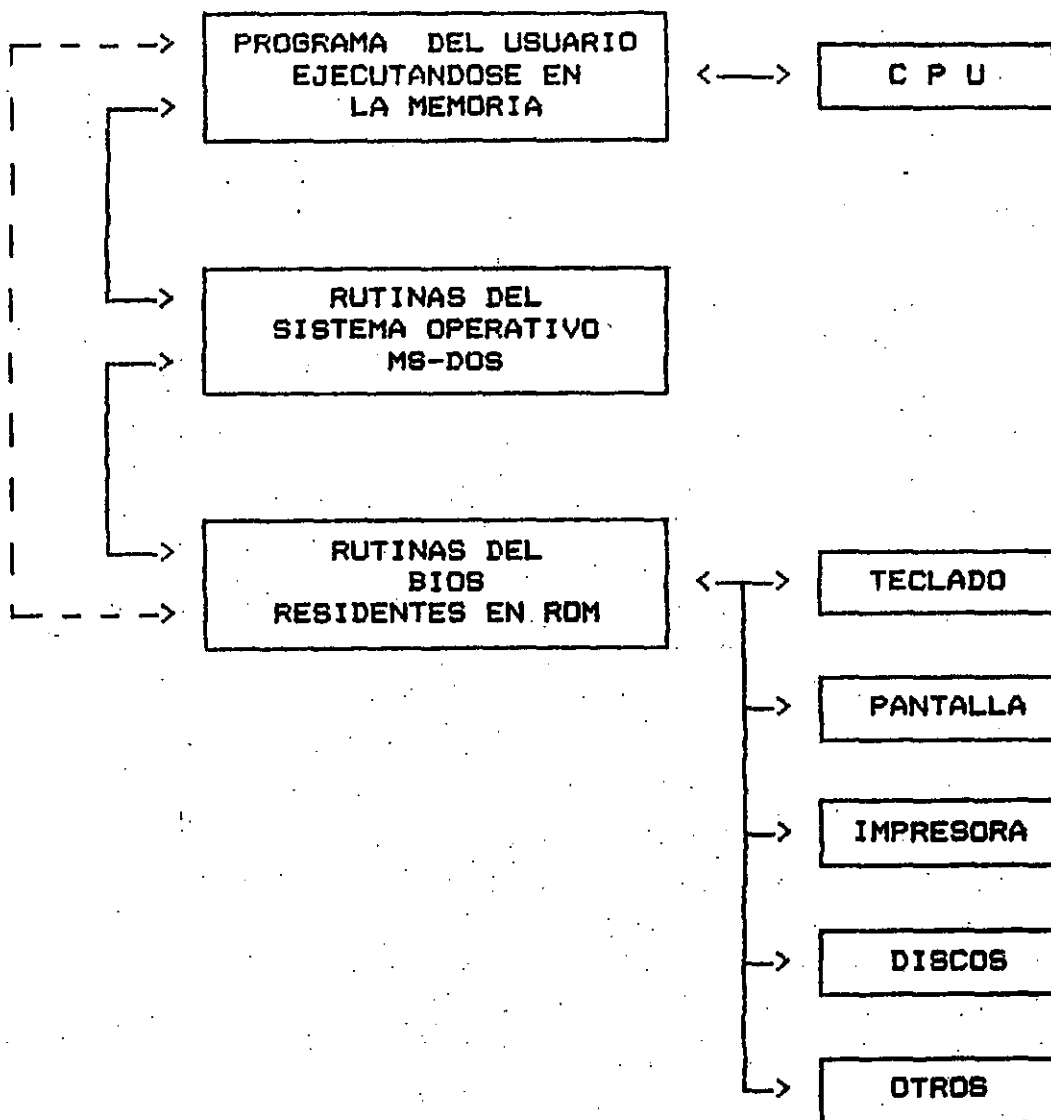 PROGRAMA DEL USUARIO
EJECUTANDOSE EN
LA MEMORIA
C P U
RUTINAS DEL
SISTEMA OPERATIVO
MS-DOS
RUTINAS DEL
BIOS
RESIDENTES EN ROM
TECLADO
PANTALLA
IMPRESORA
DISCOS
OTROS